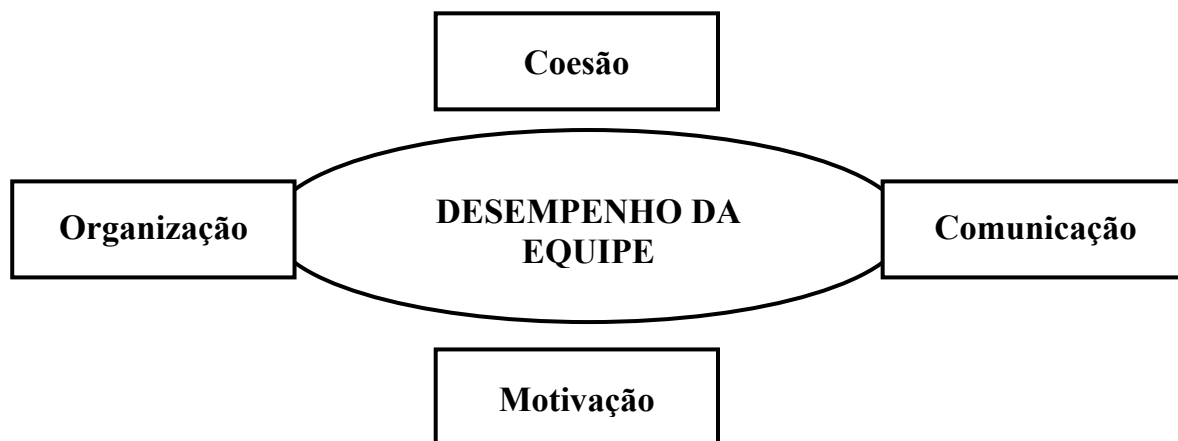 Coesão
Organização
DESEMPENHO DA
EQUIPE
Comunicação
Motivação